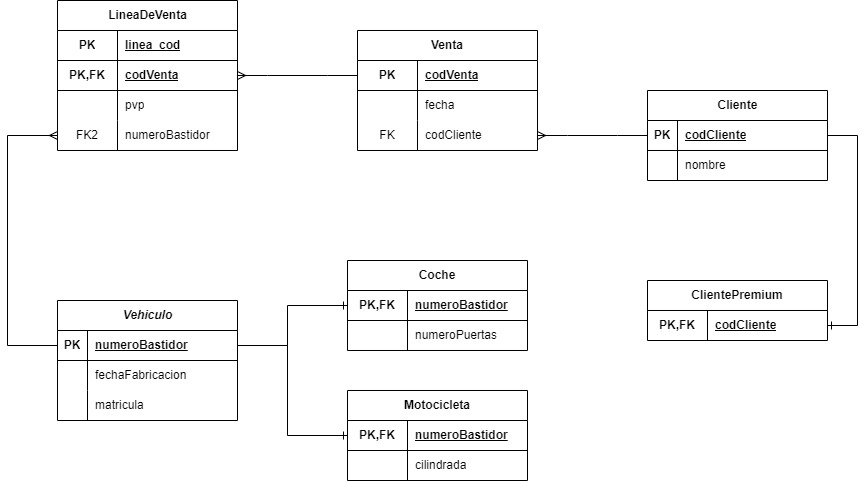 LineaDeVenta
PK linea_cod
PK,FK codVenta
pvp
FK2 numeroBastidor
Venta
PK codVenta
fecha
FK codCliente
Cliente
PK codCliente
nombre
Vehiculo
PK numeroBastidor
fechaFabricacion
matricula
Coche
PK,FK numeroBastidor
numeroPuertas
Motocicleta
PK,FK numeroBastidor
cilindrada
ClientePremium
PK,FK codCliente